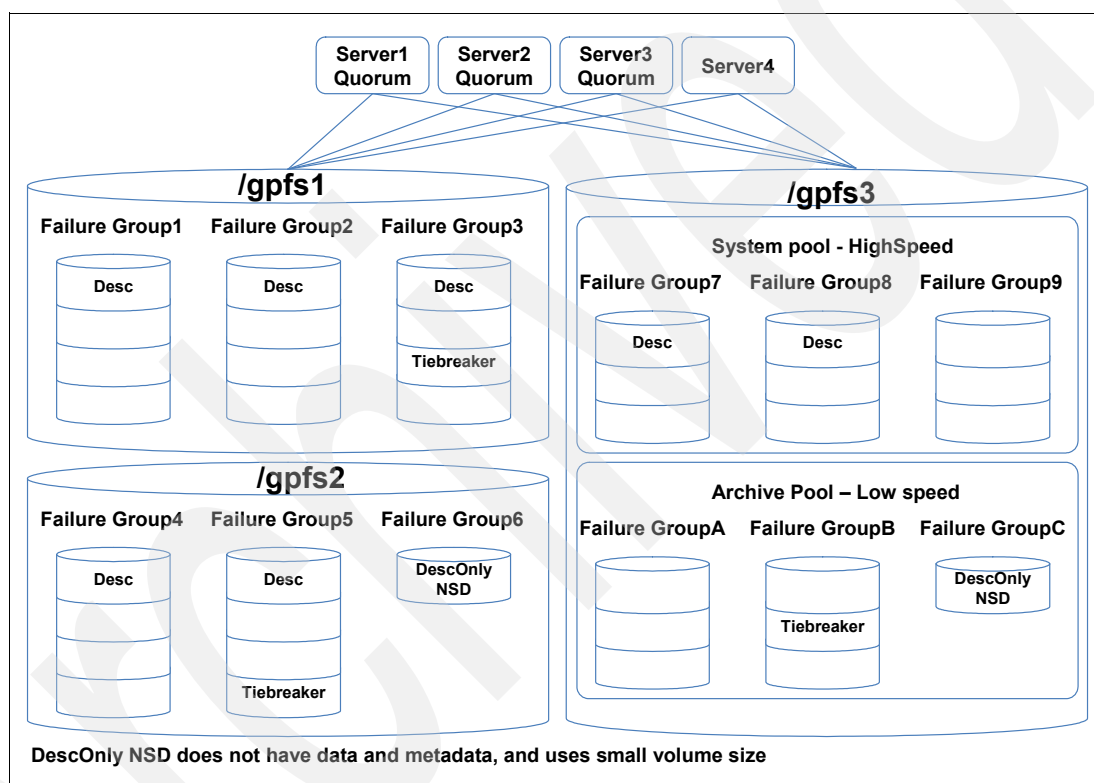 Server1
Quorum
Server2
Quorum
Server3
Quorum
Server4
/gpfs1
Failure Group1
Failure Group2
Failure Group3
Desc
Desc
Desc
Tiebreaker
/gpfs2
Failure Group4
Failure Group5
Failure Group6
Desc
Desc
DescOnly
NSD
Tiebreaker
/gpfs3
System pool - HighSpeed
Failure Group7
Failure Group8
Failure Group9
Desc
Desc
Archive Pool – Low speed
Failure GroupA
Failure GroupB
Failure GroupC
DescOnly
NSD
Tiebreaker
DescOnly NSD does not have data and metadata, and uses small volume size